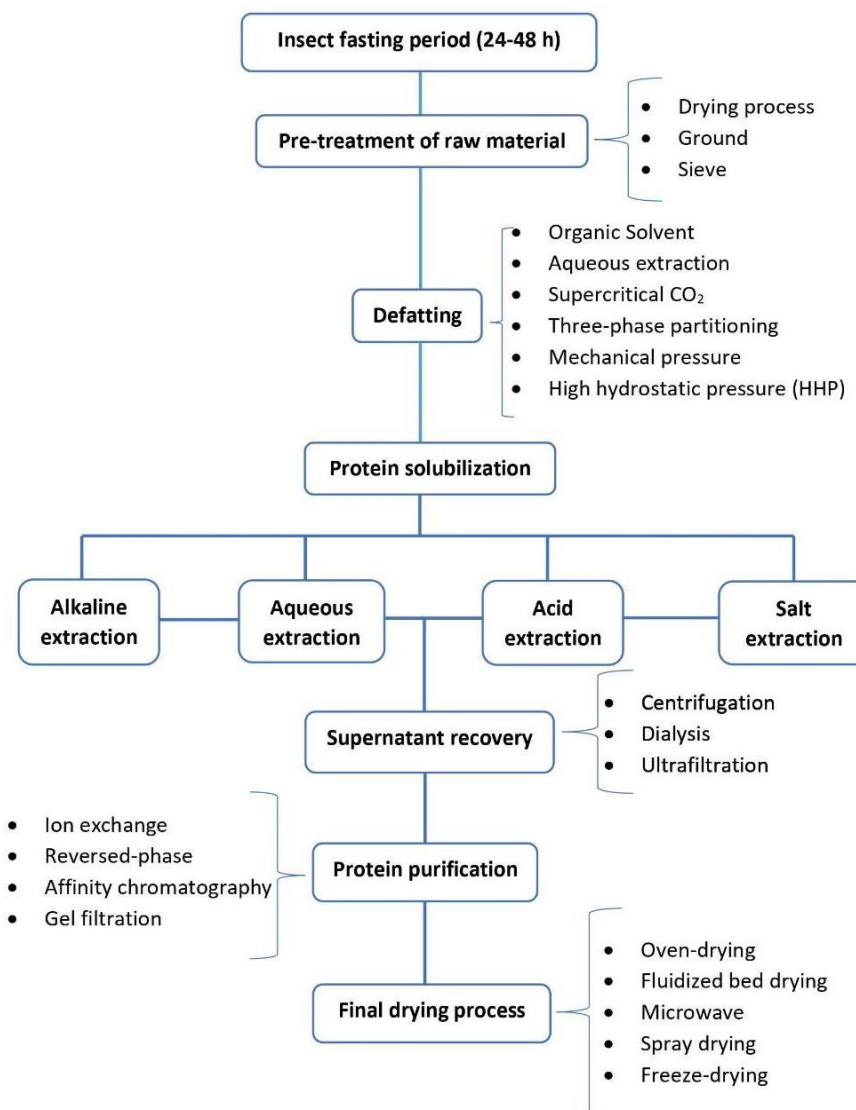 Insect fasting period (24-48 h)
Pre-treatment of raw material
• Drying process
• Ground
• Sieve
Defatting
• Organic Solvent
• Aqueous extraction
• Supercritical CO₂
• Three-phase partitioning
• Mechanical pressure
• High hydrostatic pressure (HHP)
Protein solubilization
Alkaline
extraction
Aqueous
extraction
Acid
extraction
Salt
extraction
Supernatant recovery
• Centrifugation
• Dialysis
• Ultrafiltration
• Ion exchange
• Reversed-phase
• Affinity chromatography
• Gel filtration
Protein purification
Final drying process
• Oven-drying
• Fluidized bed drying
• Microwave
• Spray drying
• Freeze-drying